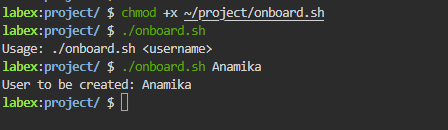 labex:project/ $ chmod +x ~/project/onboard.sh
labex:project/ $ ./onboard.sh
Usage: ./onboard.sh <username>
labex:project/ $ ./onboard.sh Anamika
User to be created: Anamika
labex:project/ $